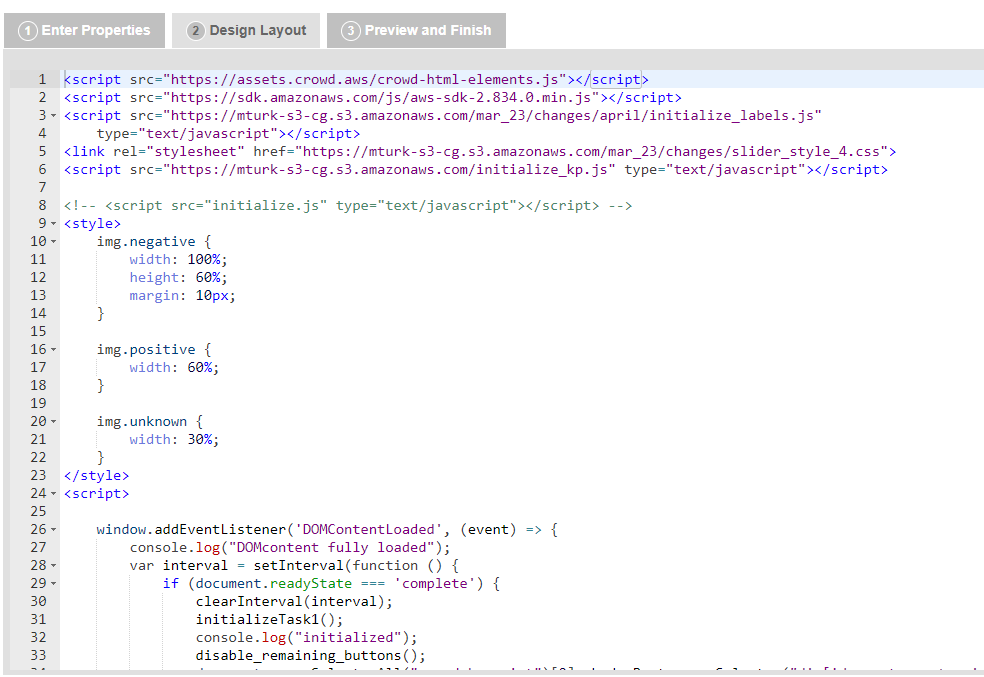 1 Enter Properties 2 Design Layout 3 Preview and Finish
1 <script src="https://assets.crowd.aws/crowd-html-elements.js"></script>
2 <script src="https://sdk.amazonaws.com/js/aws-sdk-2.834.0.min.js"></script>
3 <script src="https://mturk-s3-cg.s3.amazonaws.com/mar_23/changes/april/initialize_labels.js"
4     type="text/javascript"></script>
5 <link rel="stylesheet" href="https://mturk-s3-cg.s3.amazonaws.com/mar_23/changes/slider_style_4.css">
6 <script src="https://mturk-s3-cg.s3.amazonaws.com/initialize_kp.js" type="text/javascript"></script>
7
8 <!-- <script src="initialize.js" type="text/javascript"></script> -->
9 <style>
10     img.negative {
11         width: 100%;
12         height: 60%;
13         margin: 10px;
14     }
15
16     img.positive {
17         width: 60%;
18     }
19
20     img.unknown {
21         width: 30%;
22     }
23 </style>
24 <script>
25
26     window.addEventListener('DOMContentLoaded', (event) => {
27         console.log("DOMcontent fully loaded");
28         var interval = setInterval(function () {
29             if (document.readyState === 'complete') {
30                 clearInterval(interval);
31                 initializeTask1();
32                 console.log("initialized");
33                 disable_remaining_buttons();